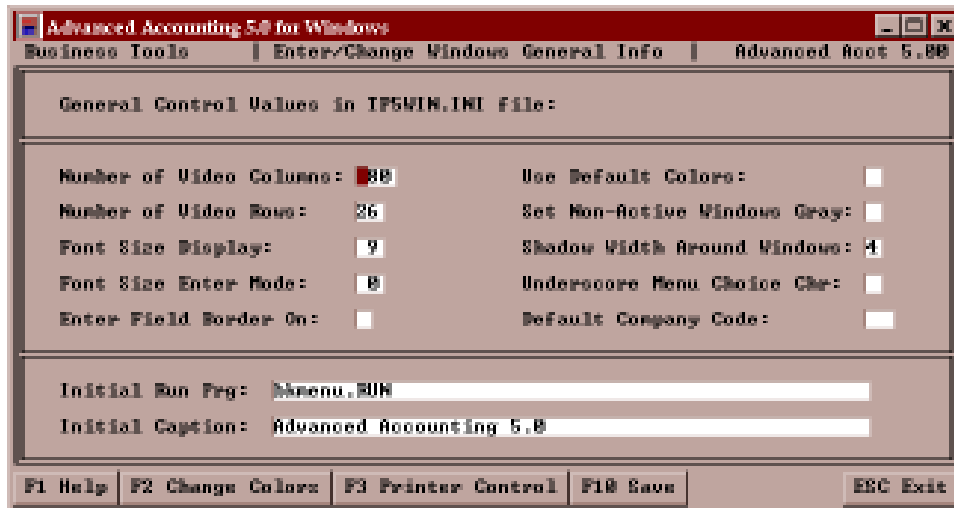 Advanced Accounting 5.0 for Windows
Business Tools | Enter/Change Windows General Info | Advanced Acct 5.00
General Control Values in TP5WIN.INI file:
Number of Video Columns: 80 Use Default Colors:
Number of Video Rows: 26 Set Non-Active Windows Gray:
Font Size Display: 9 Shadow Width Around Windows: 4
Font Size Enter Mode: 0 Underscore Menu Choice Chr:
Enter Field Border On: Default Company Code:
Initial Run Prg: bkmenu.RUN
Initial Caption: Advanced Accounting 5.0
F1 Help F2 Change Colors F3 Printer Control F10 Save ESC Exit